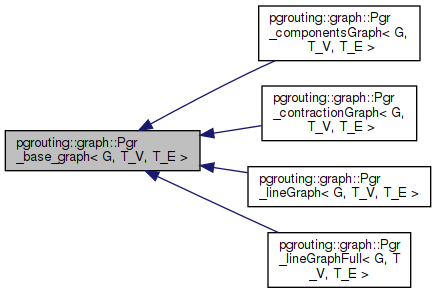 pgrouting::graph::Pgr
_componentsGraph< G,
T_V, T_E >
pgrouting::graph::Pgr
_contractionGraph< G,
T_V, T_E >
pgrouting::graph::Pgr
_base_graph< G, T_V, T_E >
pgrouting::graph::Pgr
_lineGraph< G, T_V, T_E >
pgrouting::graph::Pgr
_lineGraphFull< G, T
_V, T_E >